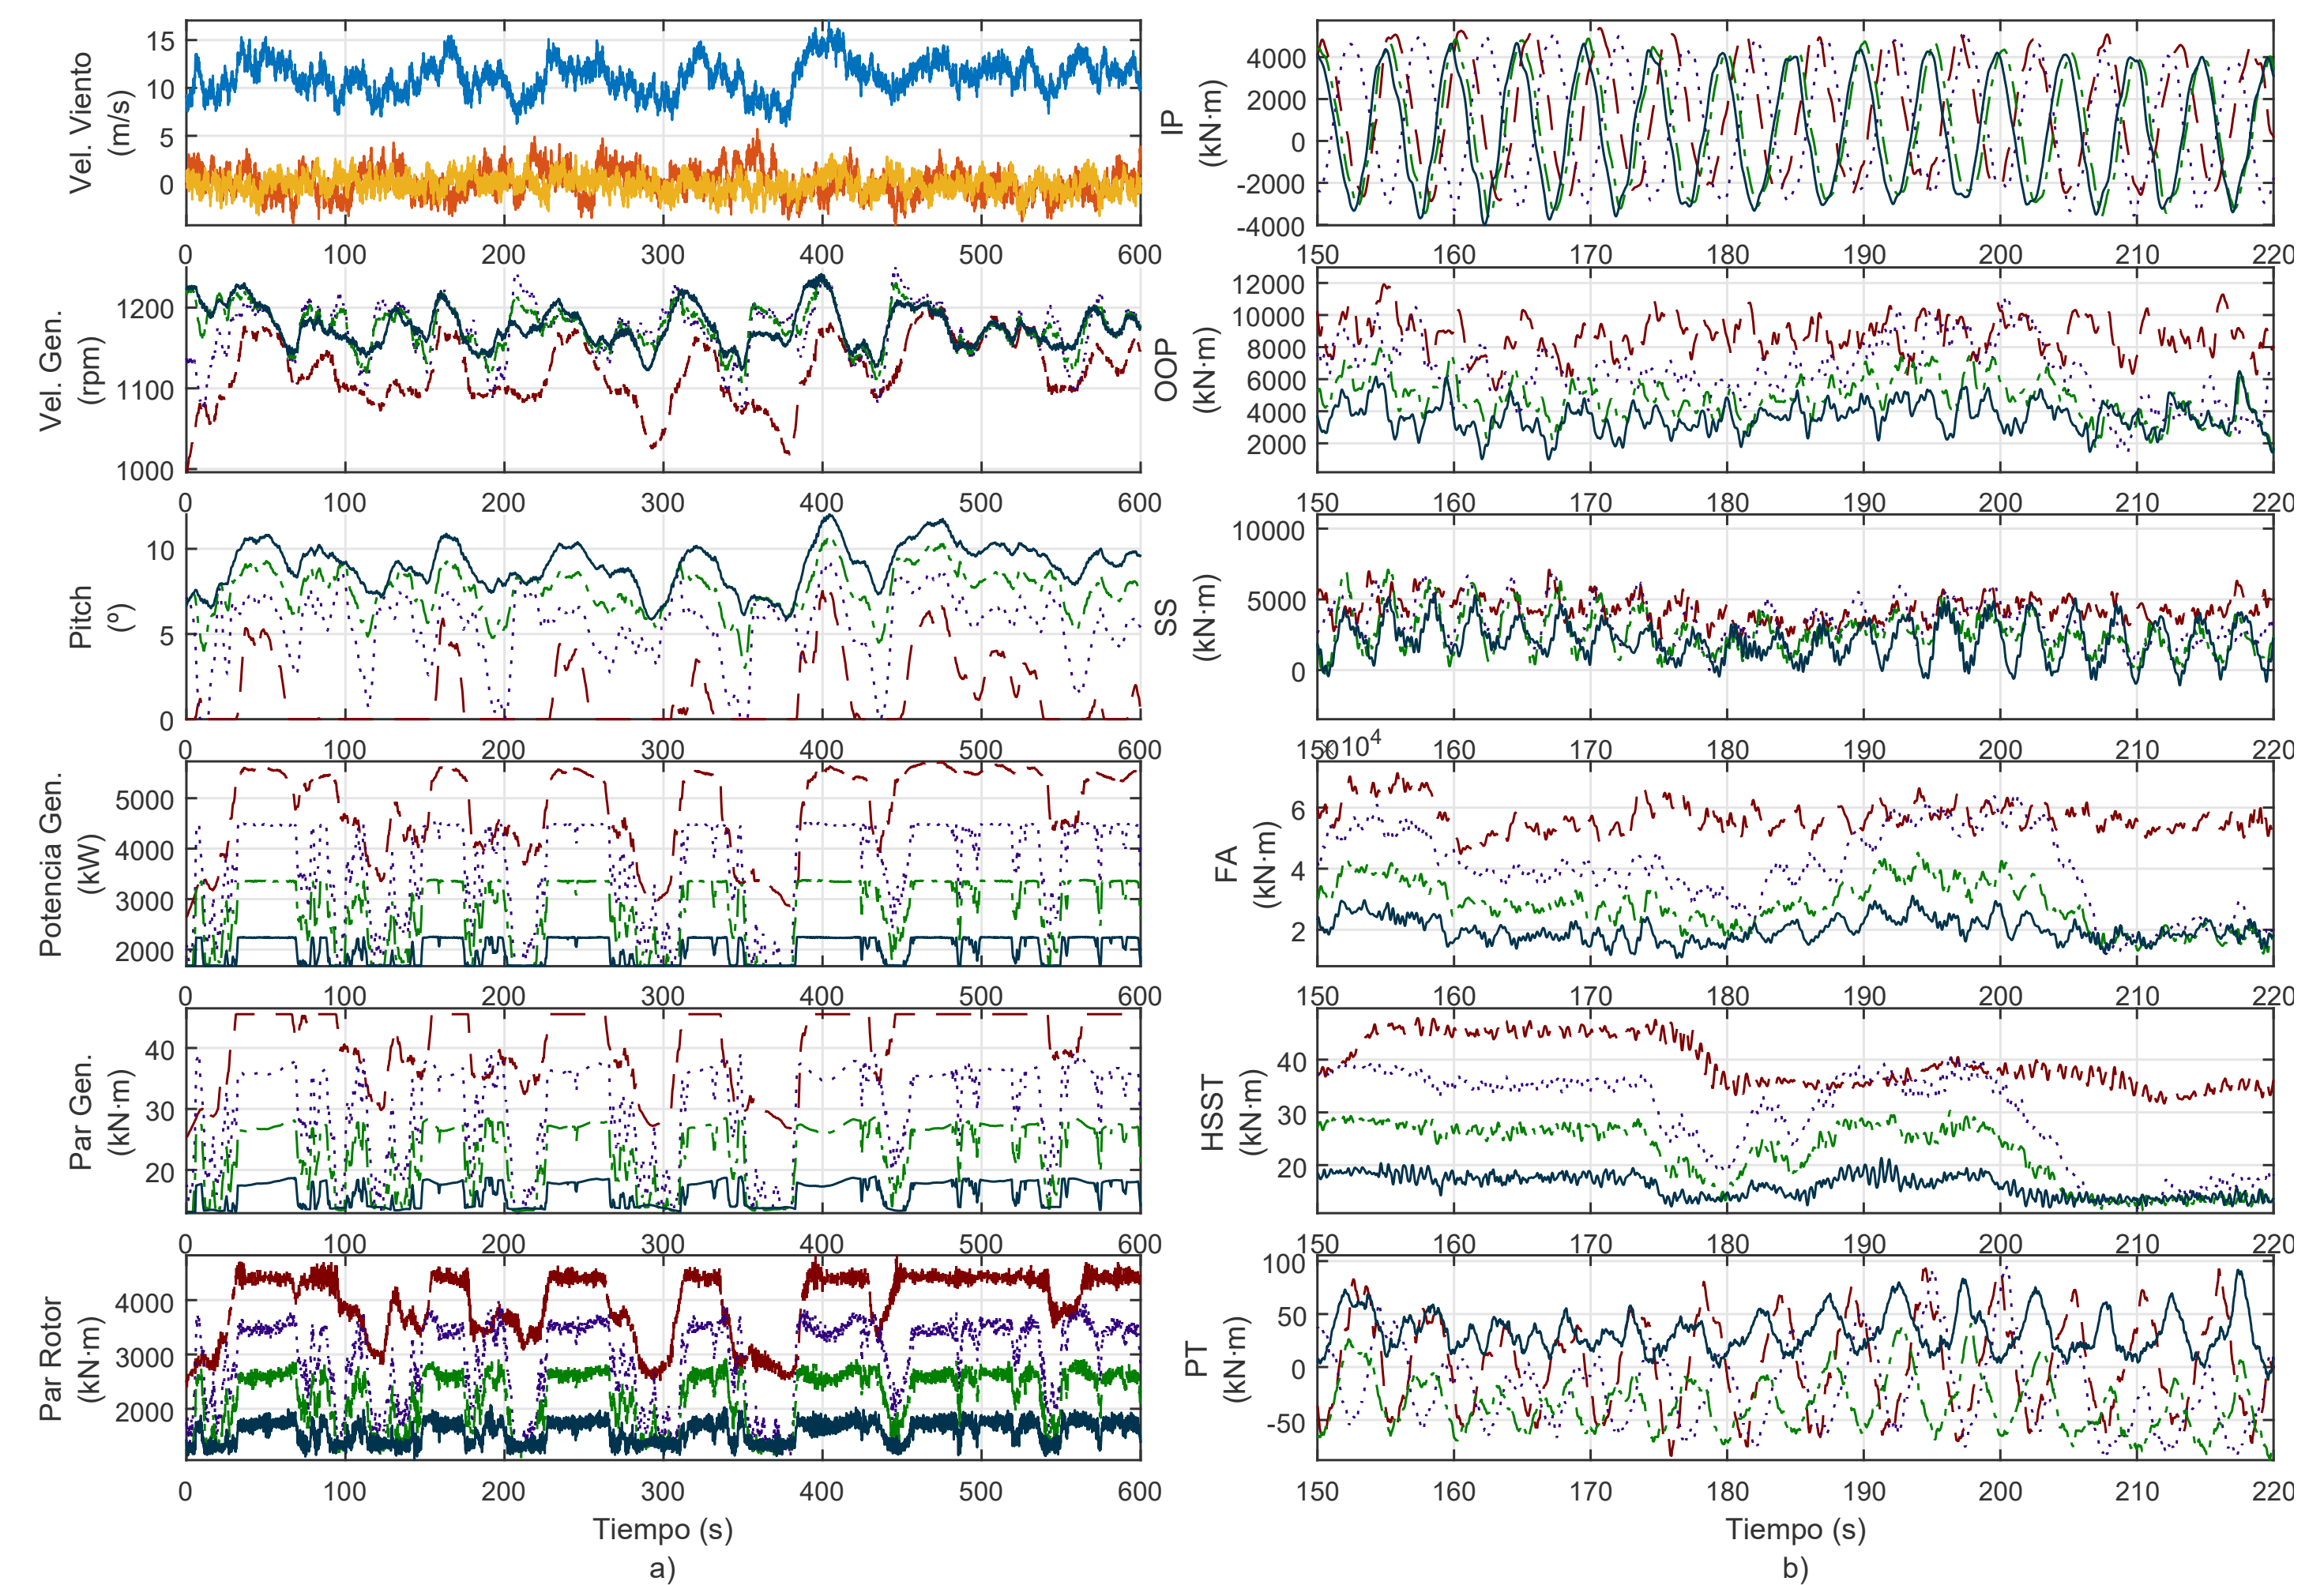 Vel. Viento
(m/s)
15
10
5
0
0 100 200 300 400 500 600
Vel. Gen.
(rpm)
1200
1100
1000
0 100 200 300 400 500 600
Pitch
(º)
10
5
0
0 100 200 300 400 500 600
Potencia Gen.
(kW)
5000
4000
3000
2000
0 100 200 300 400 500 600
Par Gen.
(kN·m)
40
30
20
0 100 200 300 400 500 600
Par Rotor
(kN·m)
4000
3000
2000
0 100 200 300 400 500 600
Tiempo (s)
a)
IP
(kN·m)
4000
2000
0
-2000
-4000
150 160 170 180 190 200 210 220
OOP
(kN·m)
12000
10000
8000
6000
4000
2000
150 160 170 180 190 200 210 220
SS
(kN·m)
10000
5000
0
150 160 170 180 190 200 210 220
×10^4
FA
(kN·m)
6
4
2
150 160 170 180 190 200 210 220
HSST
(kN·m)
40
30
20
150 160 170 180 190 200 210 220
PT
(kN·m)
100
50
0
-50
150 160 170 180 190 200 210 220
Tiempo (s)
b)